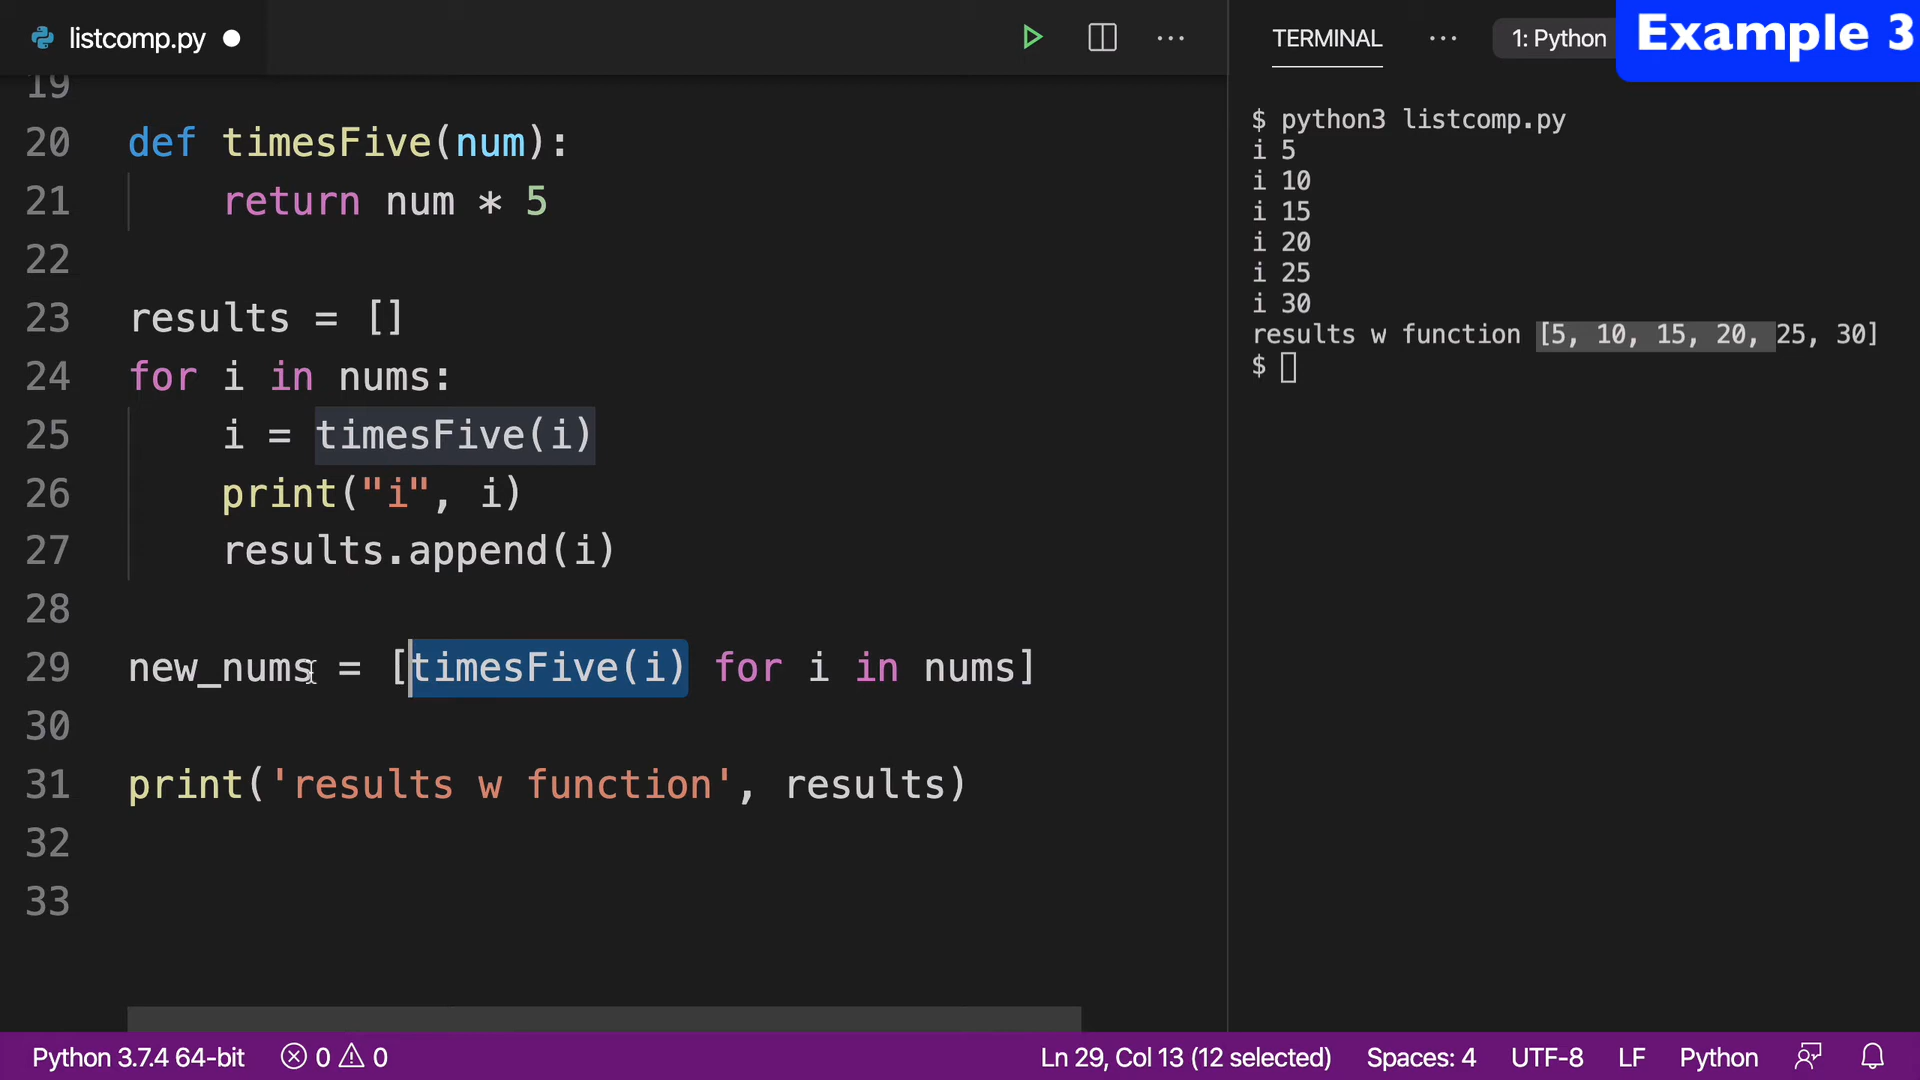 listcomp.py
TERMINAL
1: Python
Example 3
19
20 def timesFive(num):
21 return num * 5
22
23 results = []
24 for i in nums:
25 i = timesFive(i)
26 print("i", i)
27 results.append(i)
28
29 new_nums = [timesFive(i) for i in nums]
30
31 print('results w function', results)
32
33
$ python3 listcomp.py
i 5
i 10
i 15
i 20
i 25
i 30
results w function [5, 10, 15, 20, 25, 30]
$
Python 3.7.4 64-bit 0 0 Ln 29, Col 13 (12 selected) Spaces: 4 UTF-8 LF Python